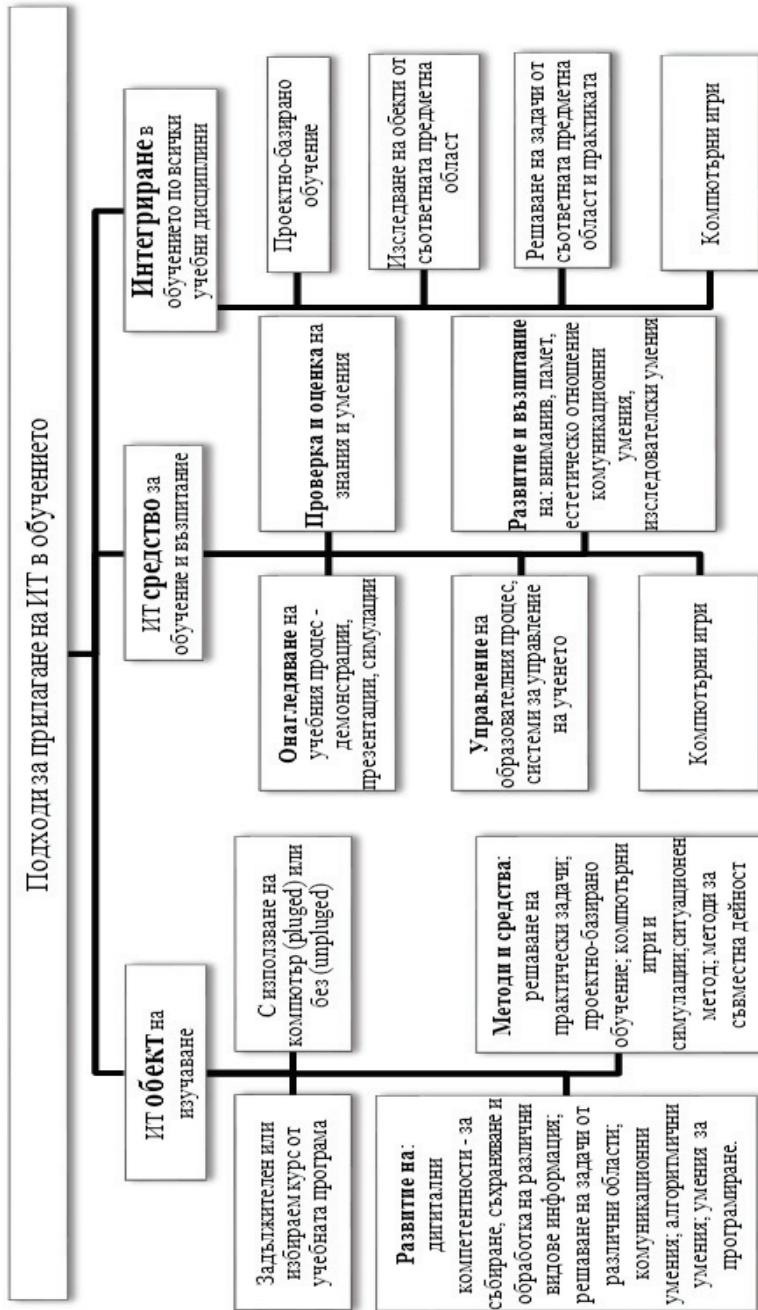 Подходи за прилагане на ИТ в обучението
ИТ обект на
изучаване
Задължителен или
избираем курс от
учебната програма
С използване на
компютър (pluged) или
без (unpluged)
Развитие на:
дигитални
компетентности - за
събиране, съхраняване и
обработка на различни
видове информация;
решаване на задачи от
различни области;
комуникационни
умения; алгоритмични
умения; умения за
програмиране.
Методи и средства:
решаване на
практически задачи;
проектно-базирано
обучение; компютърни
игри и
симулации;ситуационен
метод; методи за
съвместна дейност
ИТ средство за
обучение и възпитание
Онагледяване на
учебния процес -
демонстрации,
презентации, симулации
Проверка и оценка на
знания и умения
Управление на
образователния процес,
системи за управление
на ученето
Развитие и възпитание
на: вниманив, памет,
естетическо отношение
комуникационни
умения,
изследователски умения
Компютърни игри
Интегриране в
обучението по всички
учебни дисциплини
Проектно-базирано
обучение
Изследване на обекти от
съответната предметна
област
Решаване на задачи от
съответната предметна
област и практиката
Компютърни игри